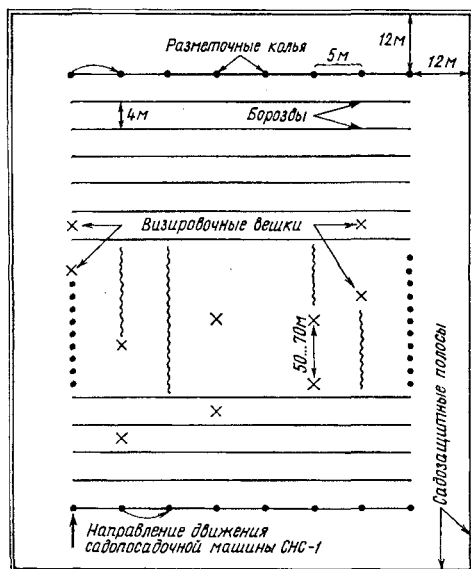 Разметочные колья
5м
12м
12м
4м
Борозды
Визировочные вешки
50...70м
Садозащитные полосы
Направление движения
садопосадочной машины СНС-1